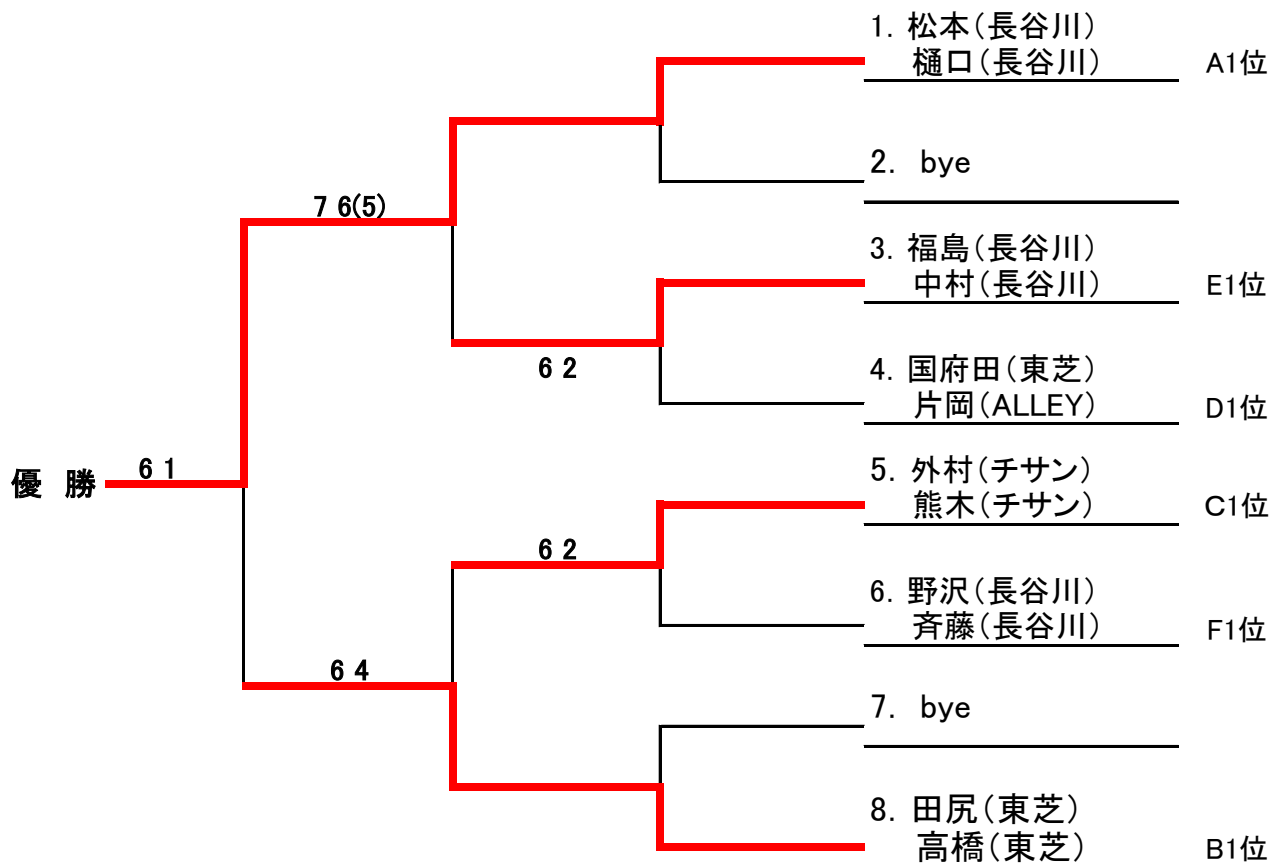 1. 松本(長谷川)
樋口(長谷川) A1位
2. bye
7 6(5)
3. 福島(長谷川)
中村(長谷川) E1位
6 2
4. 国府田(東芝)
片岡(ALLEY) D1位
優 勝 6 1
5. 外村(チサン)
熊木(チサン) C1位
6 2
6. 野沢(長谷川)
斉藤(長谷川) F1位
6 4
7. bye
8. 田尻(東芝)
高橋(東芝) B1位